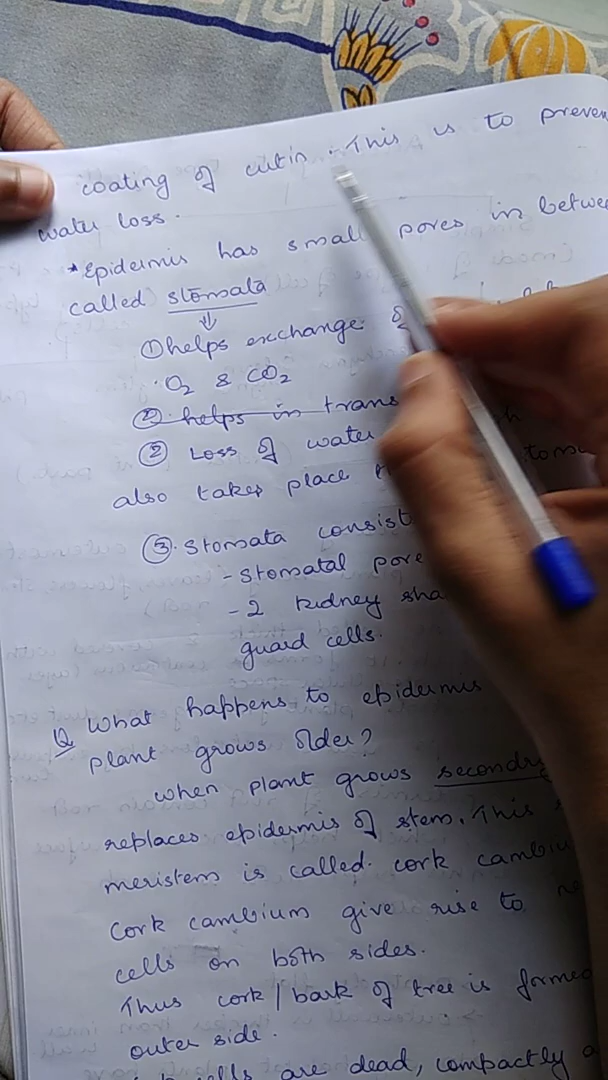 coating of cutin. This is to preven
water loss.
*Epidermis has small pores in betwe
called stomata
① helps exchange of
O₂ & CO₂
② helps in trans
② Loss of water
also takes place
③ Stomata consist
- stomatal pore
- 2 kidney sha
guard cells.
Q What happens to epidermis
plant grows older?
when plant grows secondry
replaces epidermis of stem. This
meristem is called cork cambiu
Cork cambium give rise to ne
cells on both sides.
Thus cork/bark of tree is formed
outer side.
cells are dead, compactly a